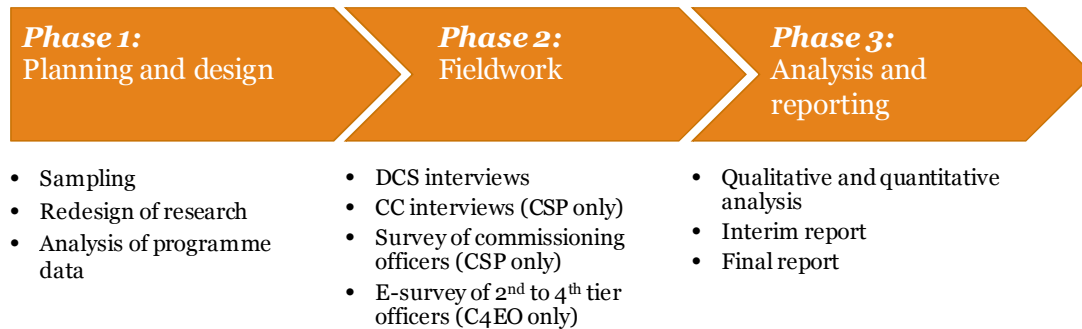 Phase 1:
Planning and design
Phase 2:
Fieldwork
Phase 3:
Analysis and
reporting
• Sampling
• Redesign of research
• Analysis of programme
data
• DCS interviews
• CC interviews (CSP only)
• Survey of commissioning
officers (CSP only)
• E-survey of 2nd to 4th tier
officers (C4EO only)
• Qualitative and quantitative
analysis
• Interim report
• Final report